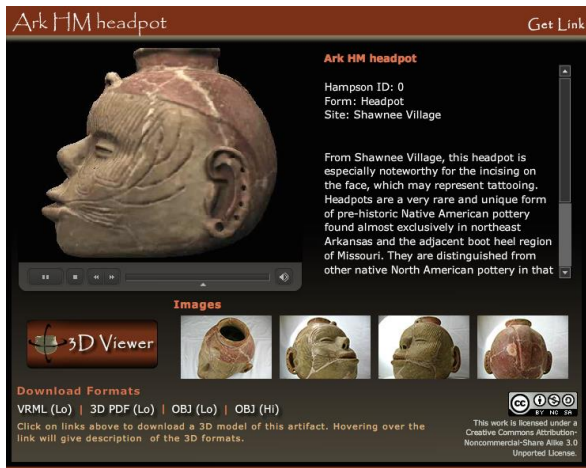 Ark HM headpot
Get Link
Ark HM headpot
Hampson ID: 0
Form: Headpot
Site: Shawnee Village
From Shawnee Village, this headpot is
especially noteworthy for the incising on
the face, which may represent tattooing.
Headpots are a very rare and unique form
of pre-historic Native American pottery
found almost exclusively in northeast
Arkansas and the adjacent boot heel region
of Missouri. They are distinguished from
other native North American pottery in that
Images
3D Viewer
Download Formats
VRML (Lo) | 3D PDF (Lo) | OBJ (Lo) | OBJ (Hi)
Click on links above to download a 3D model of this artifact. Hovering over the
link will give description of the 3D formats.
cc
BY NC SA
This work is licensed under a
Creative Commons Attribution-
Noncommercial-Share Alike 3.0
Unported License.